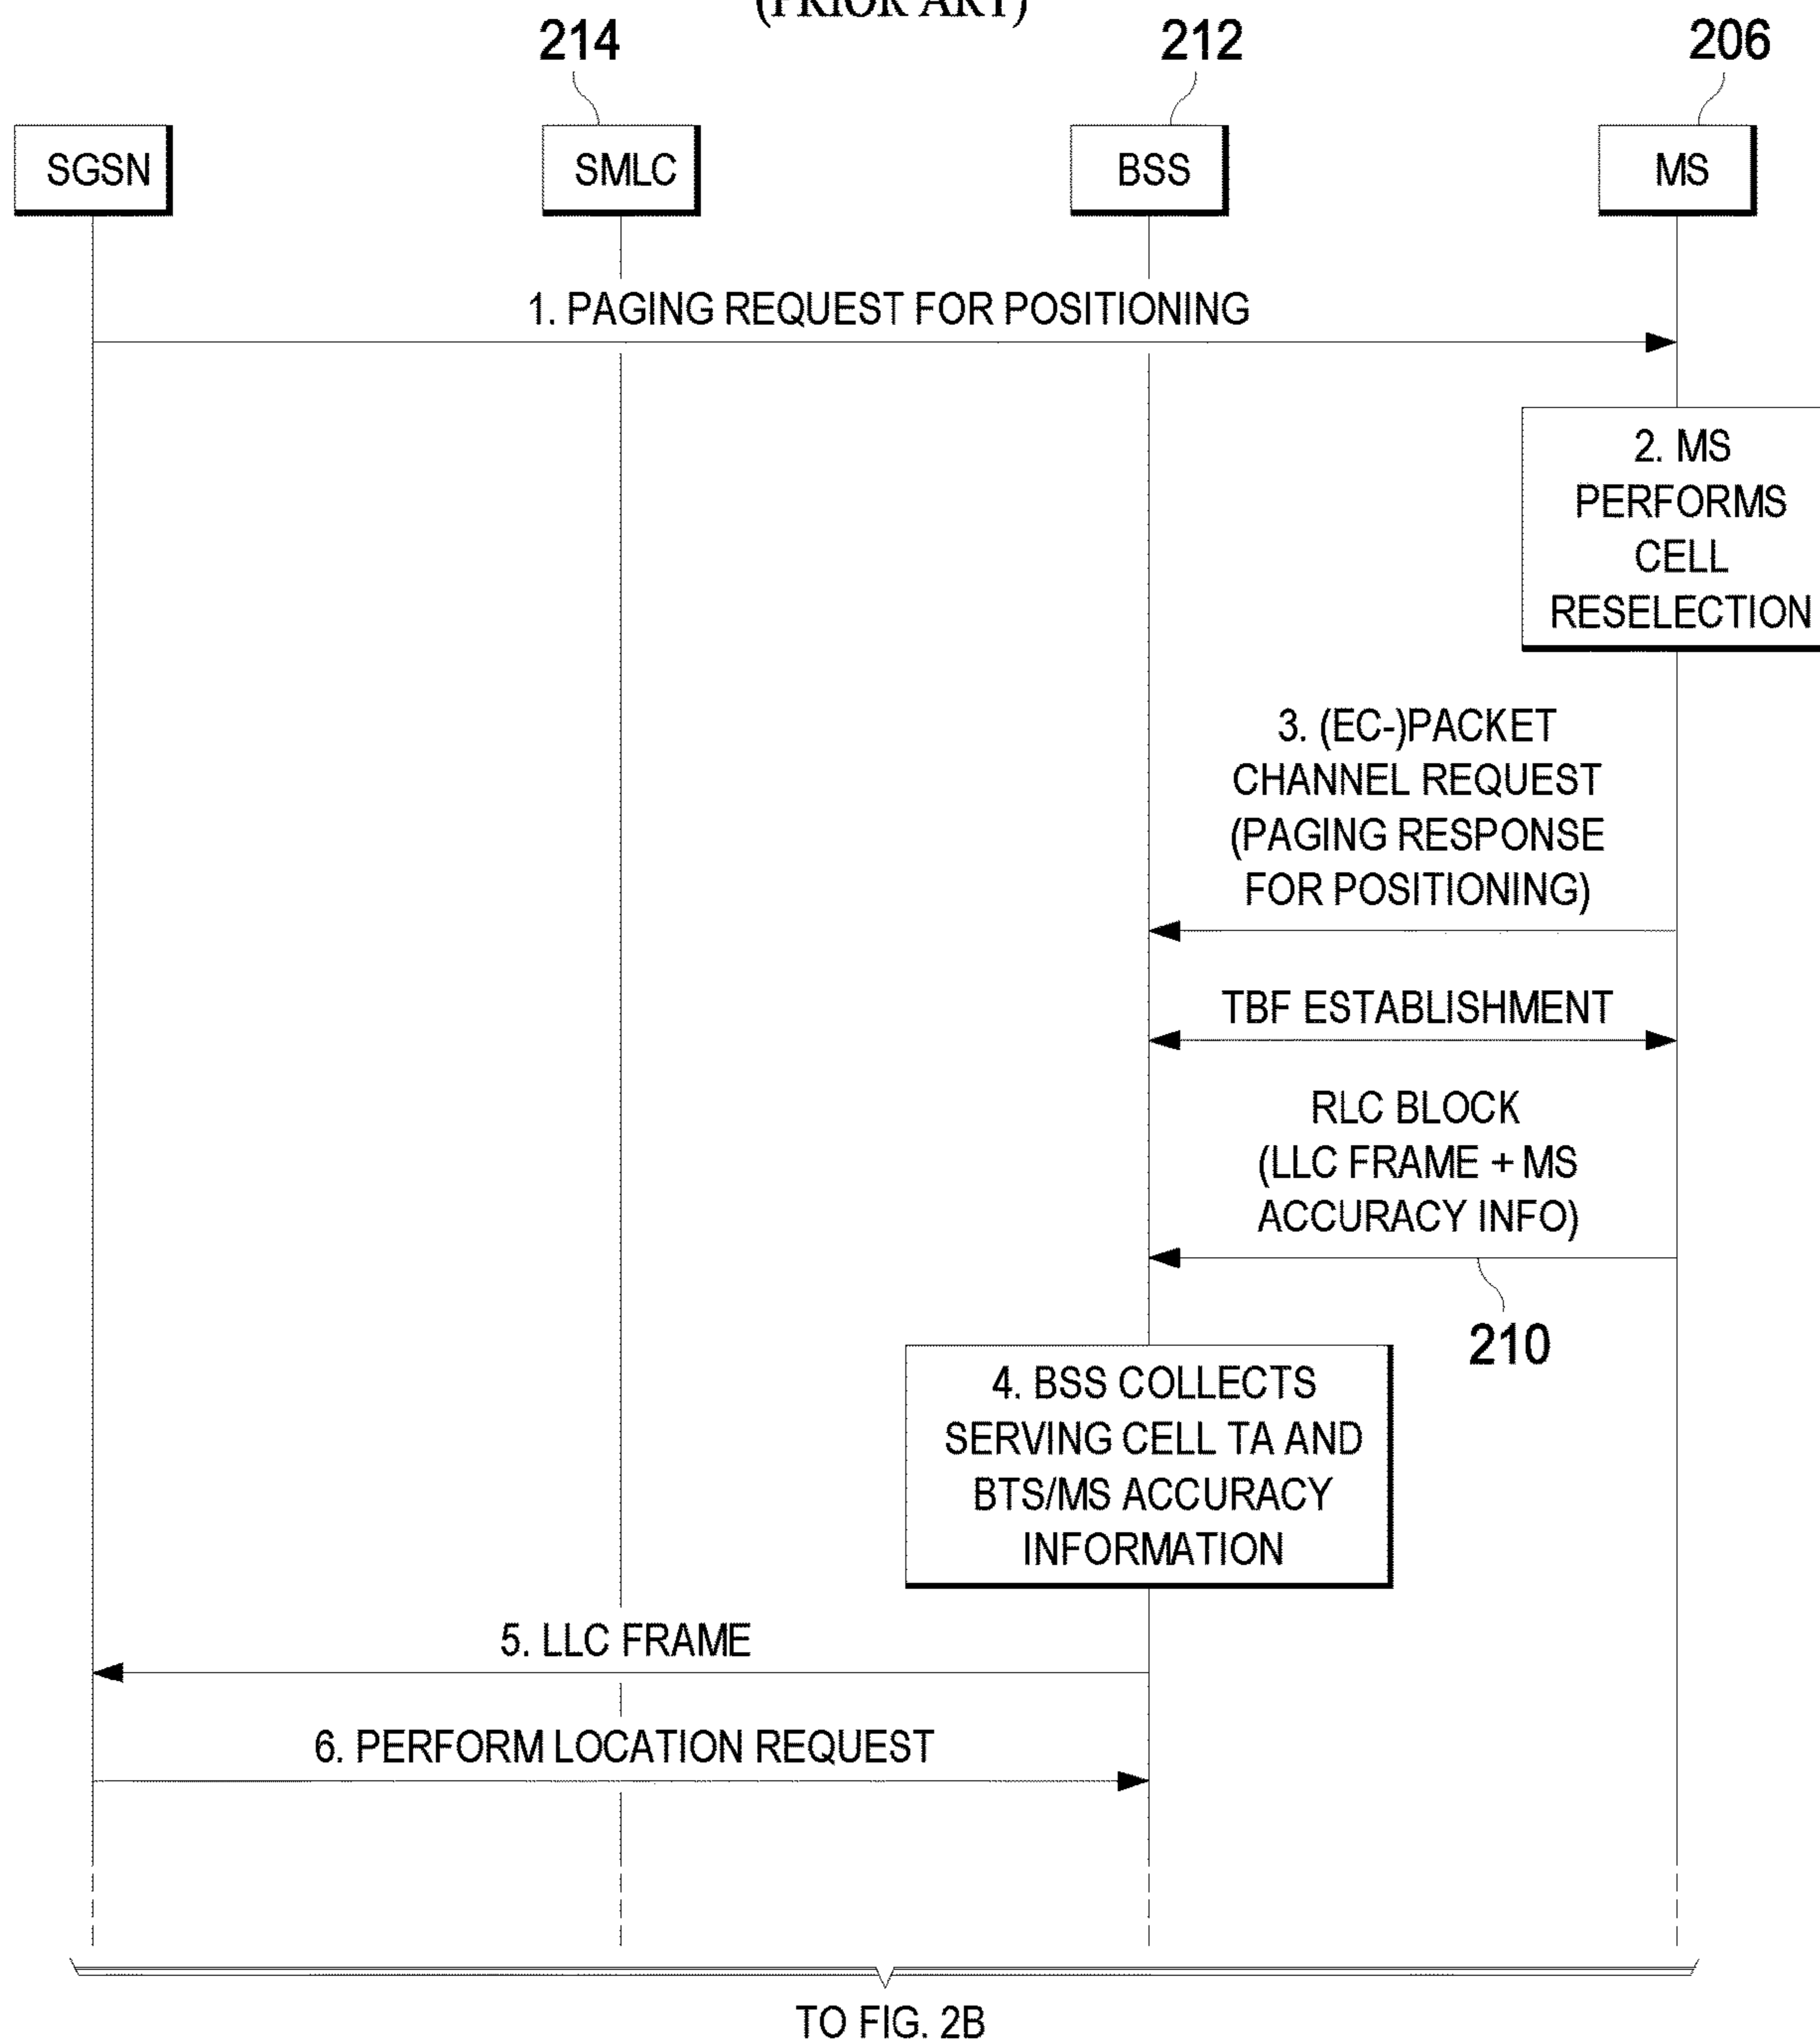 (PRIOR ART)
214
212
206
SGSN
SMLC
BSS
MS
1. PAGING REQUEST FOR POSITIONING
2. MS
PERFORMS
CELL
RESELECTION
3. (EC-)PACKET
CHANNEL REQUEST
(PAGING RESPONSE
FOR POSITIONING)
TBF ESTABLISHMENT
RLC BLOCK
(LLC FRAME + MS
ACCURACY INFO)
210
4. BSS COLLECTS
SERVING CELL TA AND
BTS/MS ACCURACY
INFORMATION
5. LLC FRAME
6. PERFORM LOCATION REQUEST
TO FIG. 2B